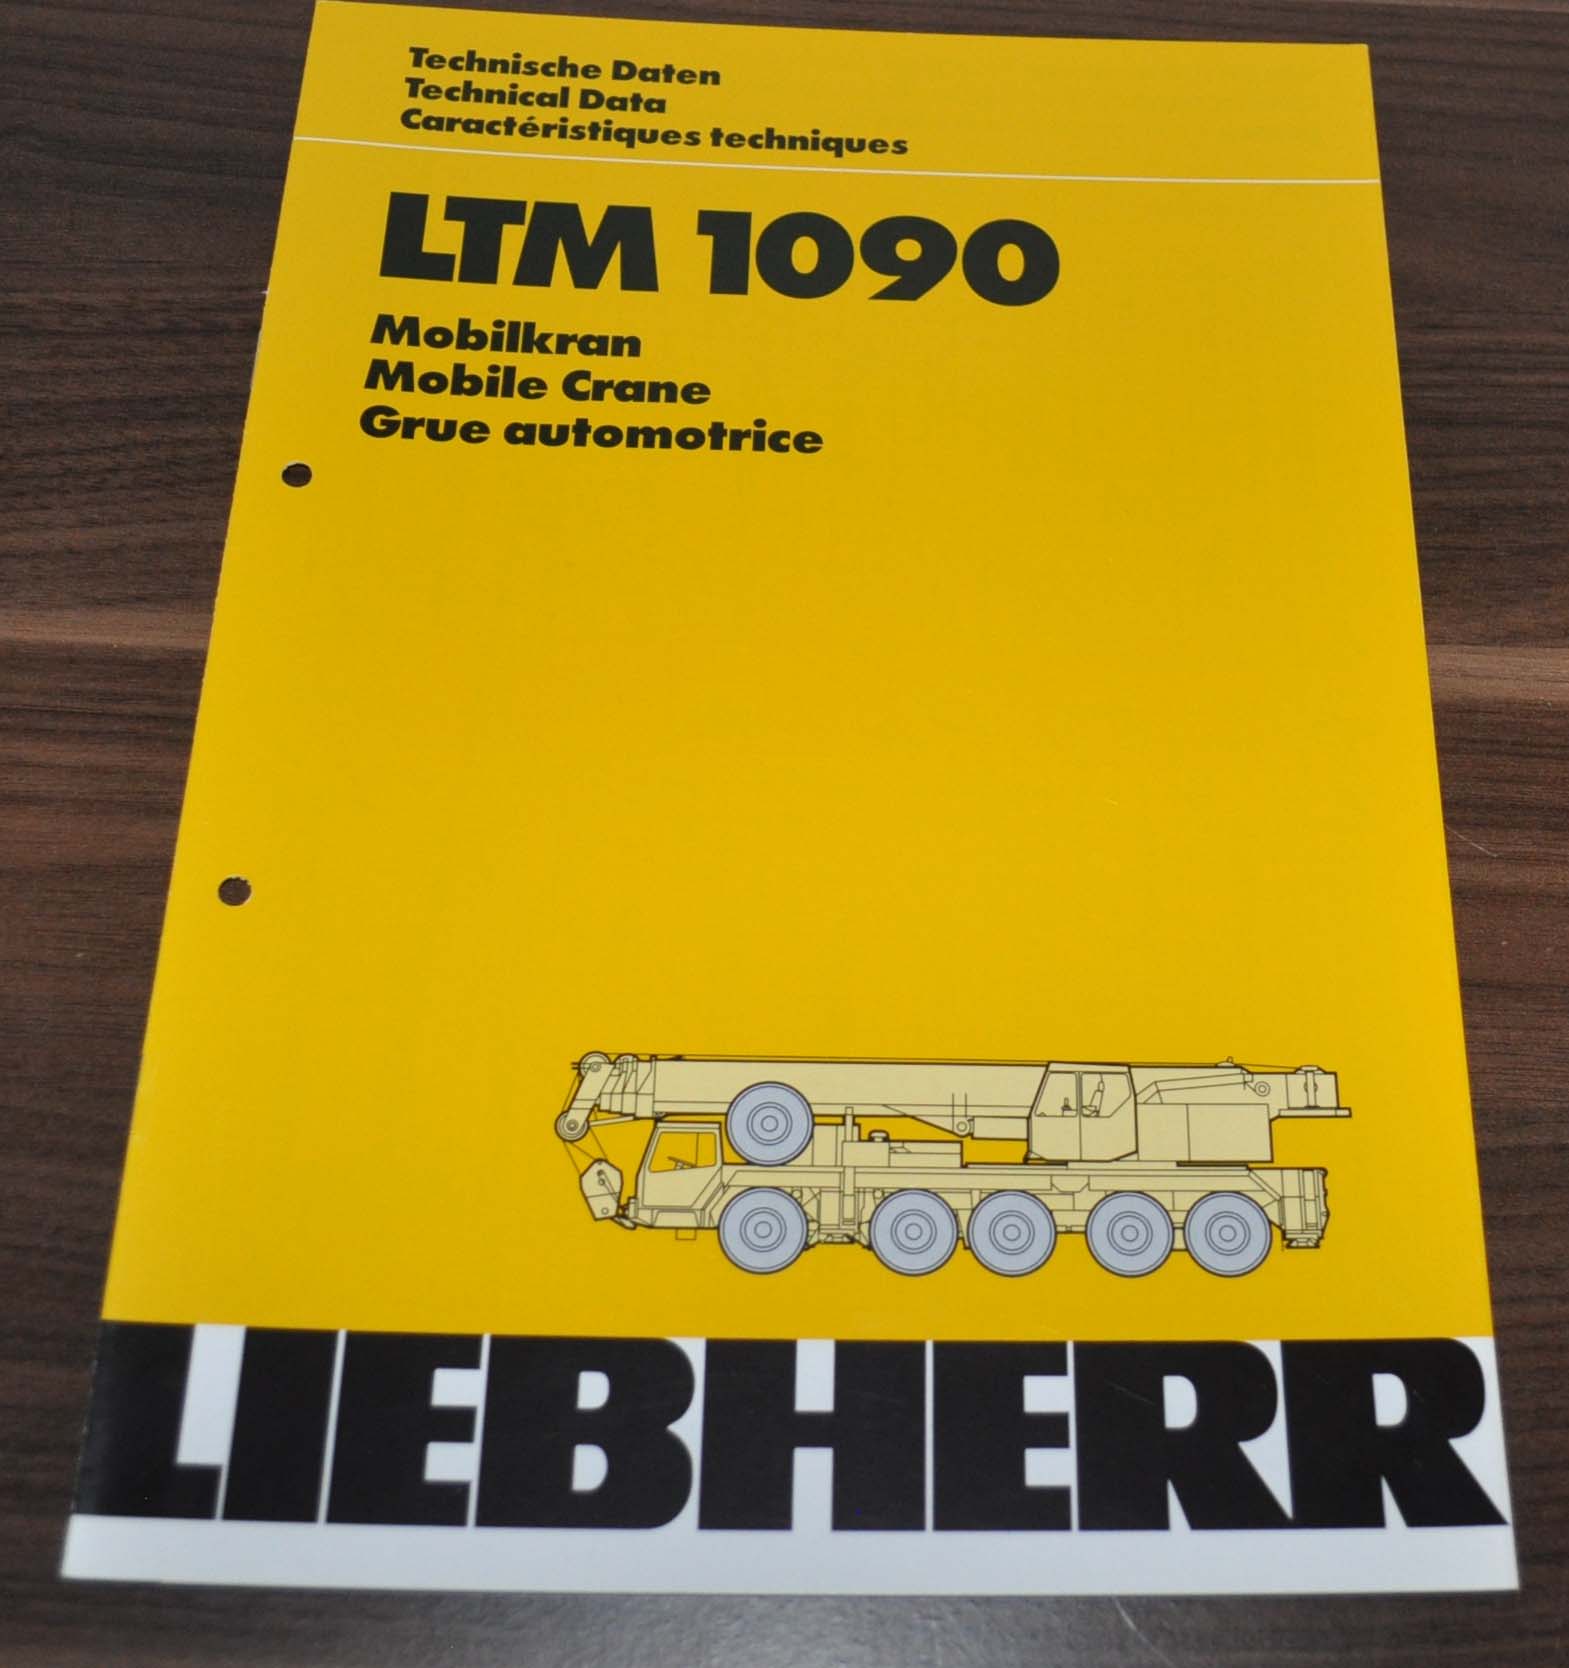 Technische Daten
Technical Data
Caractéristiques techniques
LTM 1090
Mobilkran
Mobile Crane
Grue automotrice
LIEBHERR